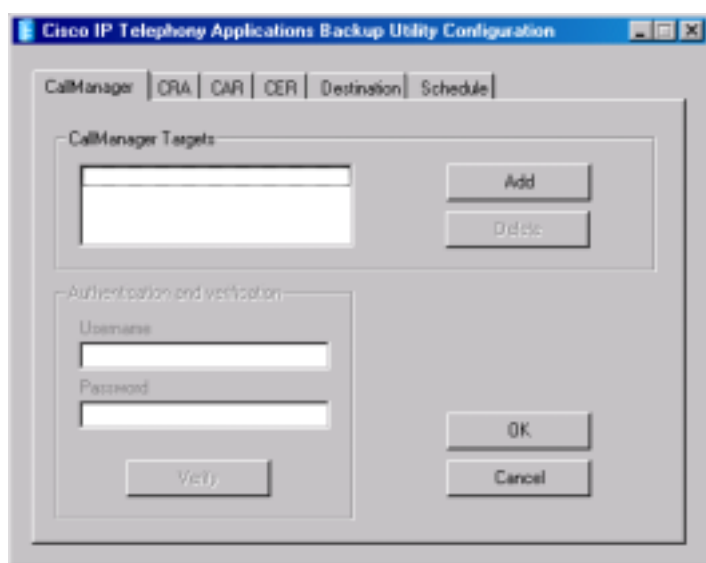 Cisco IP Telephony Applications Backup Utility Configuration
CallManager CRA CAR CER Destination Schedule
CallManager Targets
Add
Delete
Authentication and verification
Username
Password
Verify
OK
Cancel